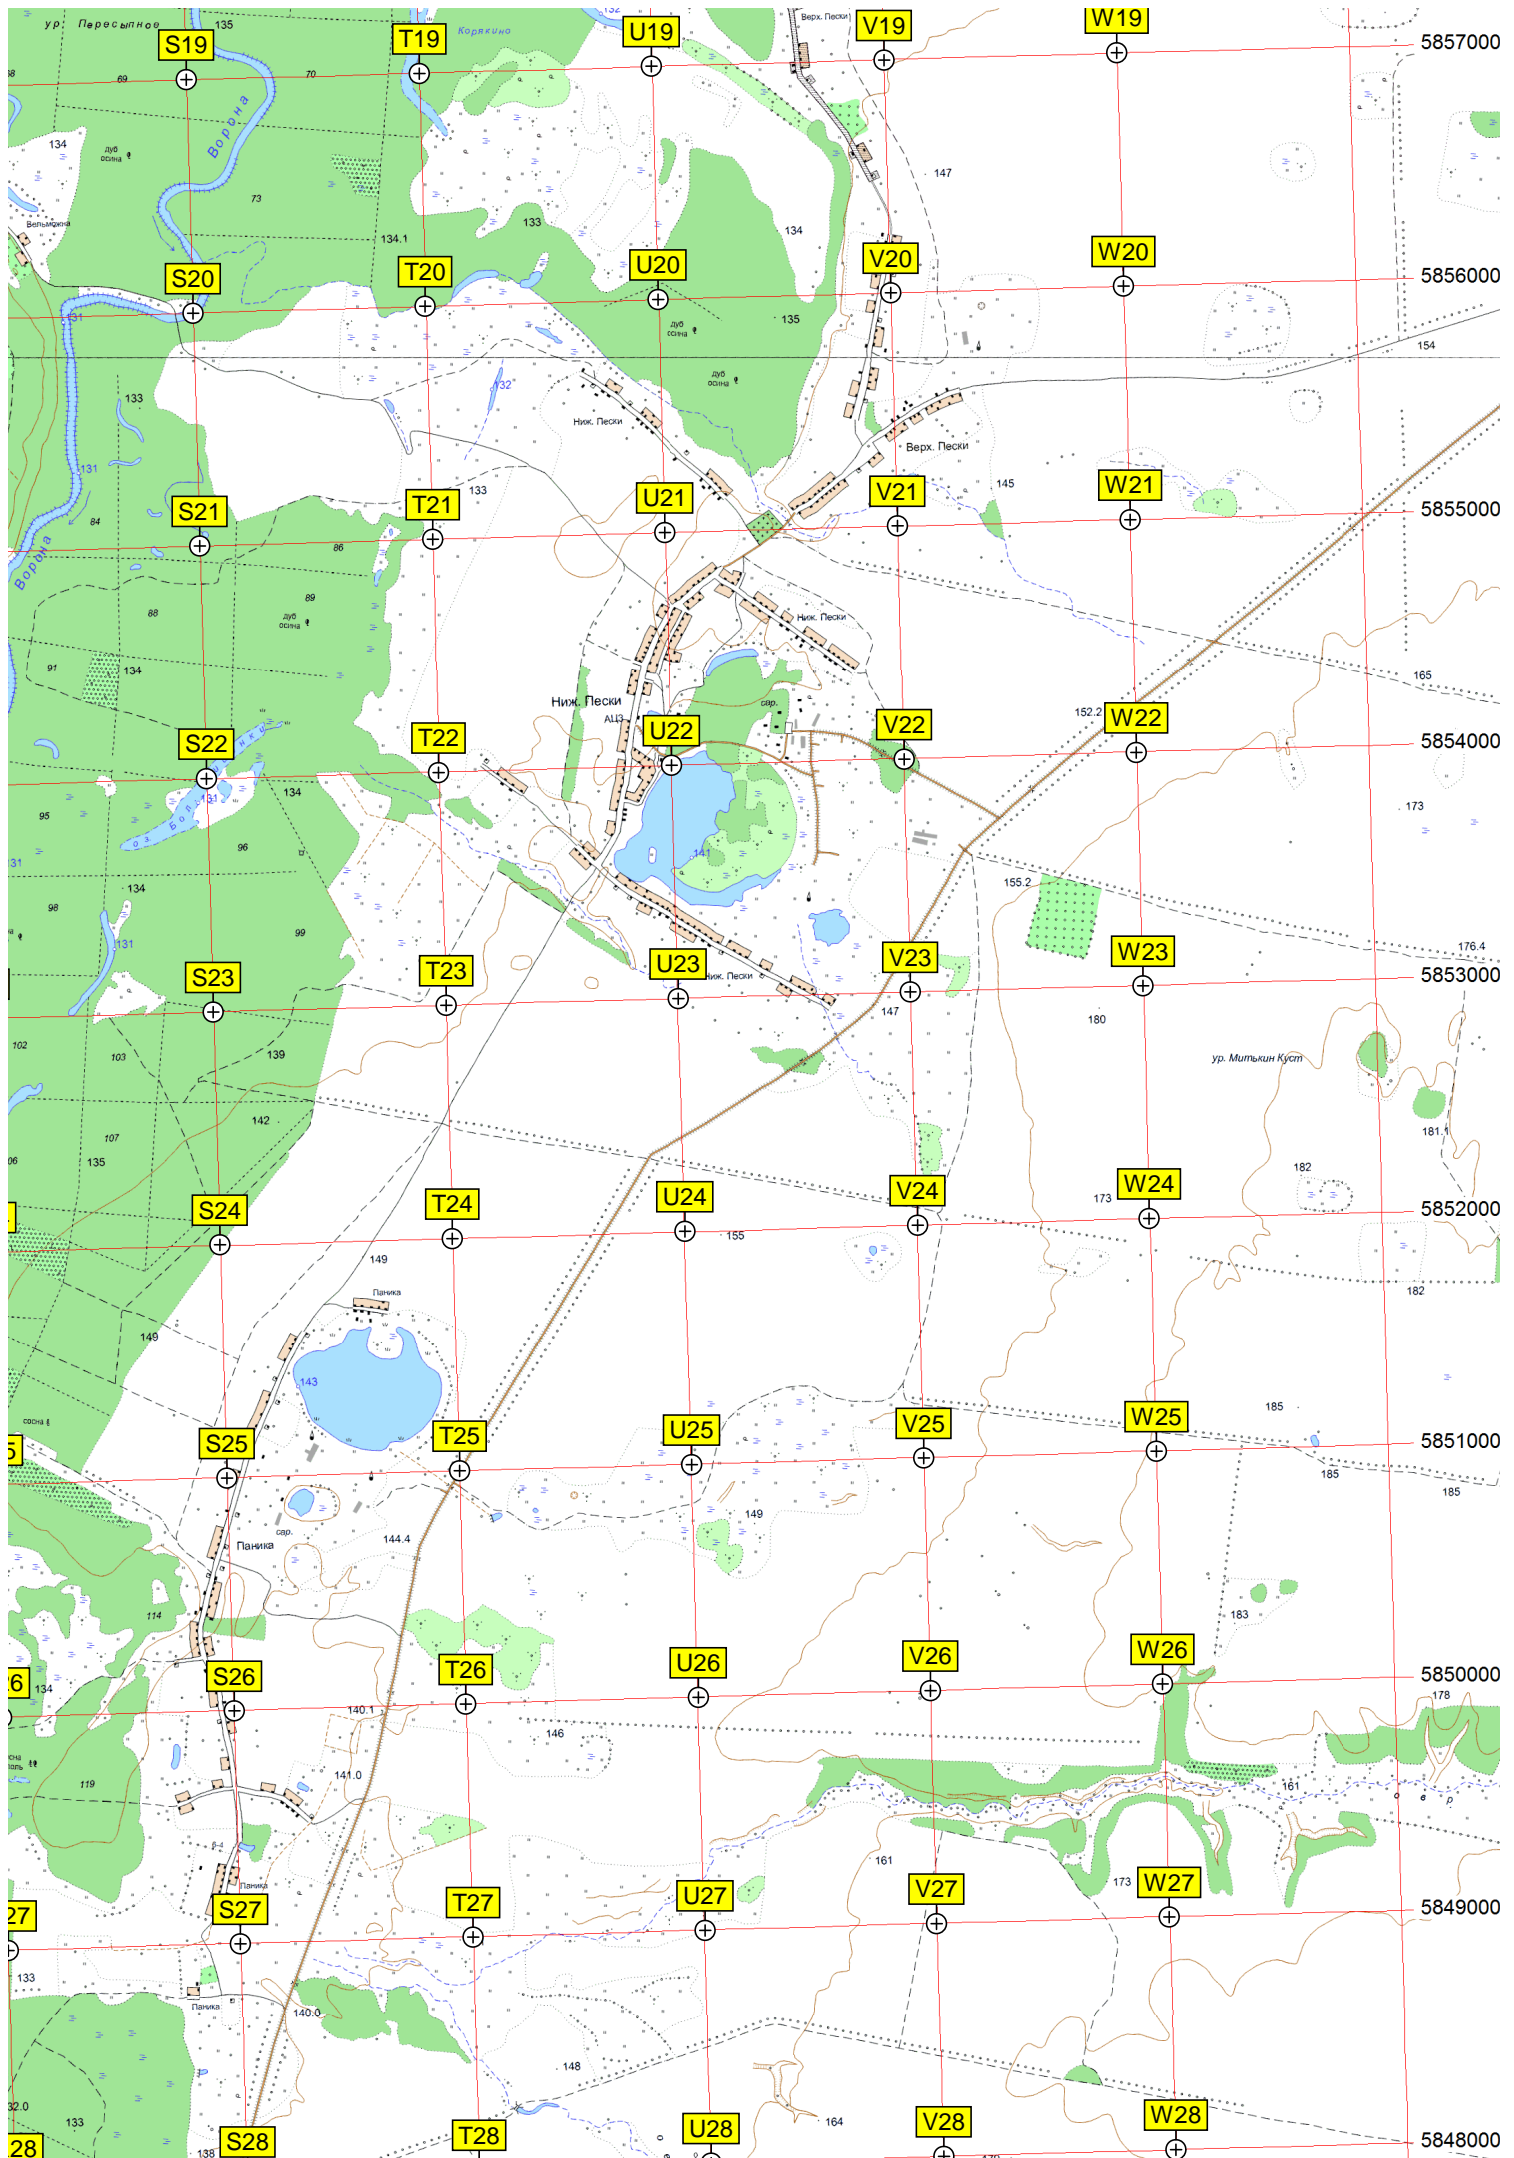 ур. Пересыпное
135
Корякино
132
Верх. Пески
S19
T19
U19
V19
W19
5857000
69
70
Ворона
134
дуб
осина
73
134.1
133
134
147
Вельможна
S20
T20
U20
V20
W20
5856000
131
135
дуб
осина
154
132
133
дуб
осина
Ниж. Пески
Верх. Пески
131
133
145
S21
T21
U21
V21
W21
5855000
84
86
Ворона
88
89
дуб
осина
Ниж. Пески
91
134
165
Ниж. Пески
АЦЗ
сар.
152.2
S22
T22
U22
V22
W22
5854000
131
134
173
95
96
141
131
134
155.2
98
99
131
176.4
S23
T23
U23
V23
W23
5853000
Ниж. Пески
147
180
102
103
139
ур. Митькин Куст
142
107
135
181.1
182
173
S24
T24
U24
V24
W24
5852000
155
149
Паника
182
149
143
185
сосна
S25
T25
U25
V25
W25
5851000
185
185
сар.
Паника
144.4
149
114
183
134
S26
T26
U26
V26
W26
5850000
178
140.1
146
119
141.0
161
о в р
161
Паника
173
S27
T27
U27
V27
W27
5849000
133
Паника
140.0
148
133
164
138
S28
T28
U28
V28
W28
5848000